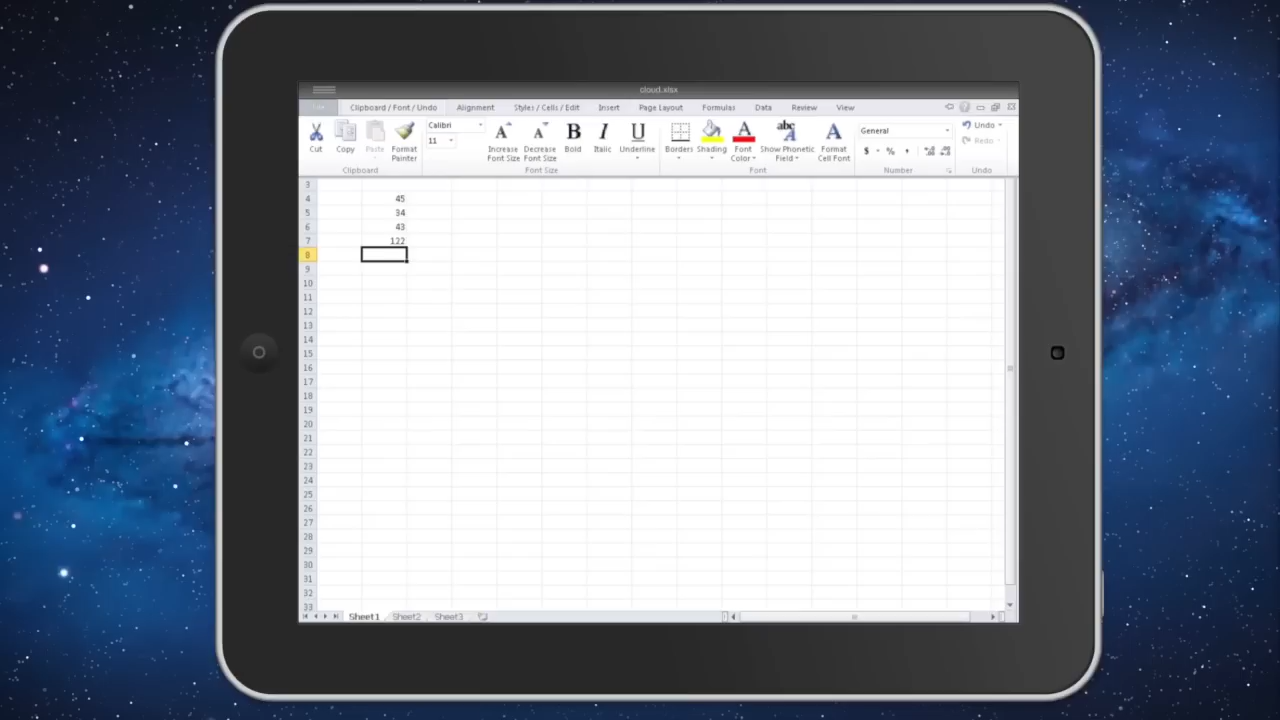 cloud.xlsx
File Clipboard / Font / Undo Alignment Styles / Cells / Edit Insert Page Layout Formulas Data Review View
Calibri
11
General
Undo
Redo
Cut Copy Paste Format Painter
Increase Font Size Decrease Font Size Bold Italic Underline
Borders Shading Font Color abc A Show Phonetic Field Format Cell Font
$ % ,
Clipboard Font Size Font Number Undo
3
4 45
5 34
6 43
7 122
8
9
10
11
12
13
14
15
16
17
18
19
20
21
22
23
24
25
26
27
28
29
30
31
32
33
Sheet1 Sheet2 Sheet3